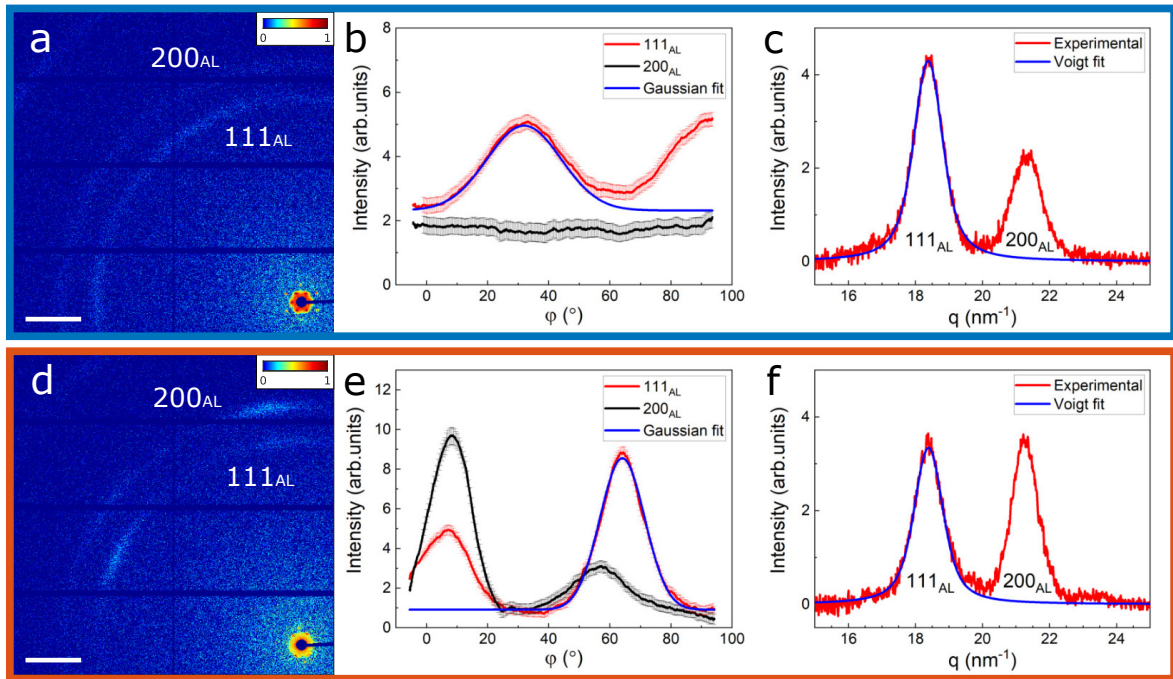 a
200AL
111AL
0 1
b
8
6
4
2
0
Intensity (arb.units)
0 20 40 60 80 100
φ (°)
111AL
200AL
Gaussian fit
c
4
2
0
Intensity (arb.units)
16 18 20 22 24
q (nm-1)
Experimental
Voigt fit
111AL
200AL
d
200AL
111AL
0 1
e
12
10
8
6
4
2
0
Intensity (arb.units)
0 20 40 60 80 100
φ (°)
111AL
200AL
Gaussian fit
f
4
2
0
Intensity (arb.units)
16 18 20 22 24
q (nm-1)
Experimental
Voigt fit
111AL
200AL